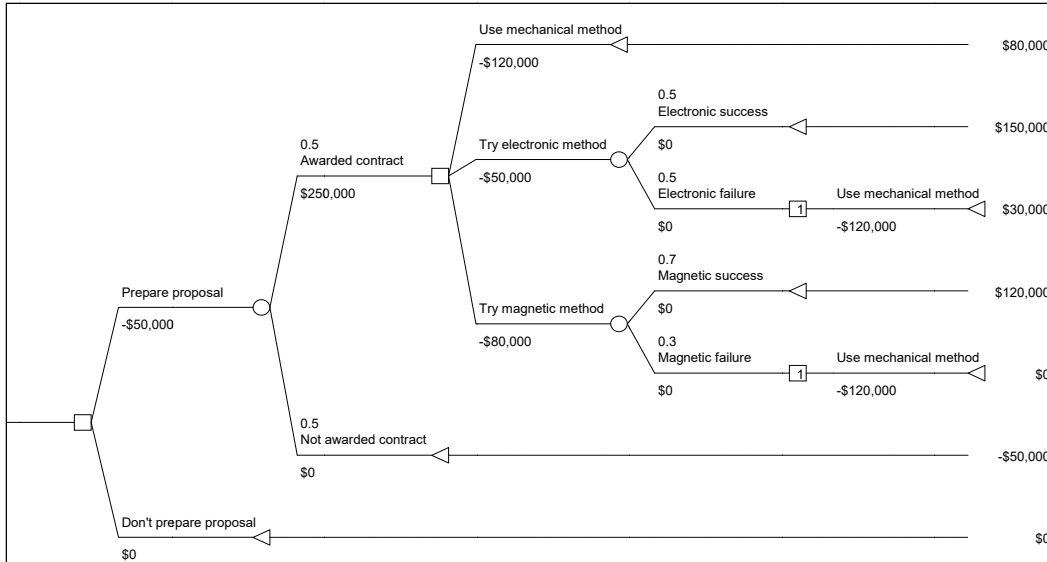 Use mechanical method
-$120,000
$80,000
0.5
Electronic success
$0
$150,000
Try electronic method
-$50,000
0.5
Awarded contract
$250,000
0.5
Electronic failure
$0
1
Use mechanical method
-$120,000
$30,000
0.7
Magnetic success
$0
$120,000
Prepare proposal
-$50,000
Try magnetic method
-$80,000
0.3
Magnetic failure
$0
1
Use mechanical method
-$120,000
$0
0.5
Not awarded contract
$0
-$50,000
Don't prepare proposal
$0
$0